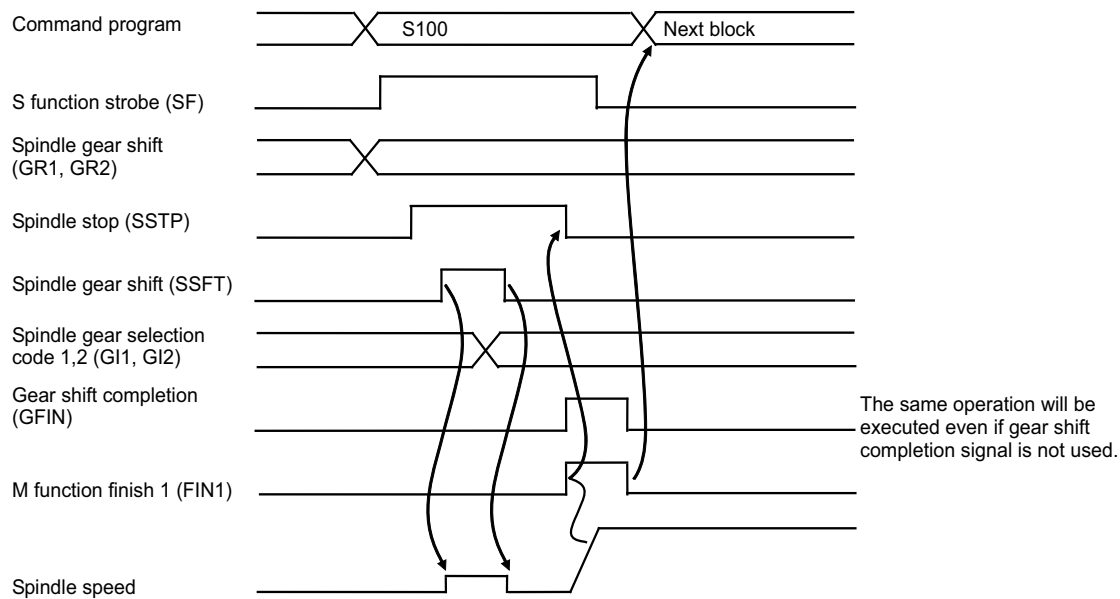 Command program
S100
Next block
S function strobe (SF)
Spindle gear shift
(GR1, GR2)
Spindle stop (SSTP)
Spindle gear shift (SSFT)
Spindle gear selection
code 1,2 (GI1, GI2)
Gear shift completion
(GFIN)
The same operation will be
executed even if gear shift
completion signal is not used.
M function finish 1 (FIN1)
Spindle speed